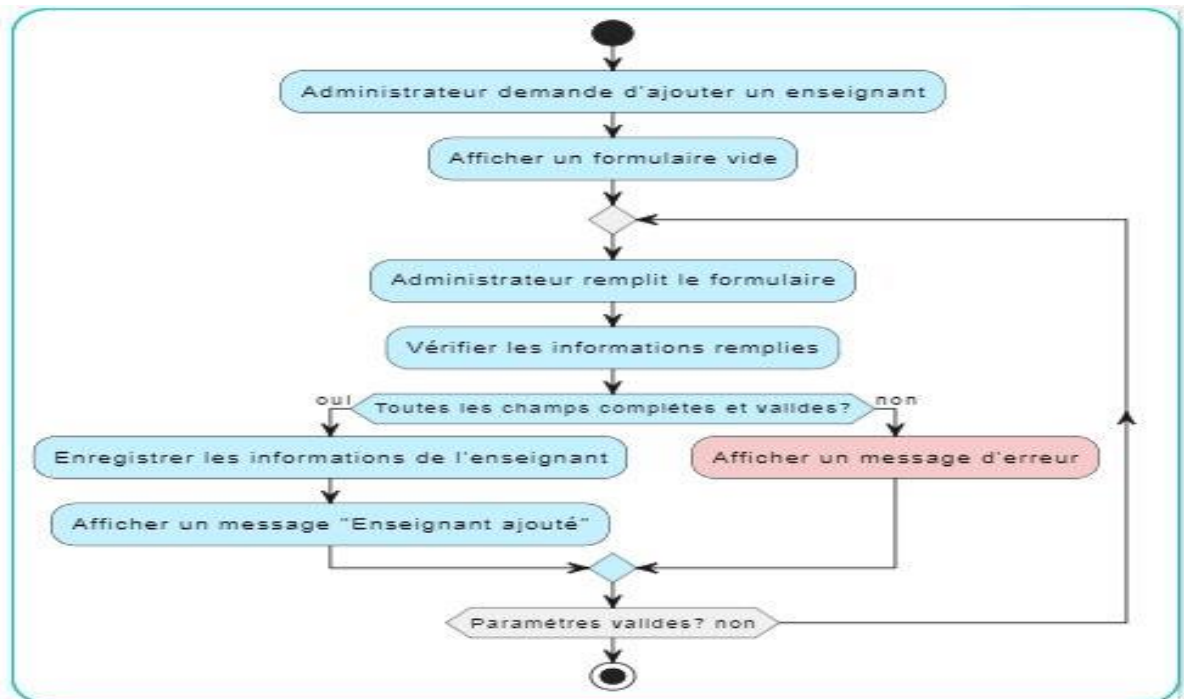 Administrateur demande d'ajouter un enseignant
Afficher un formulaire vide
Administrateur remplit le formulaire
Vérifier les informations remplies
oui
Toutes les champs complétes et valides?
non
Enregistrer les informations de l'enseignant
Afficher un message d'erreur
Afficher un message "Enseignant ajouté"
Paramétres valides? non